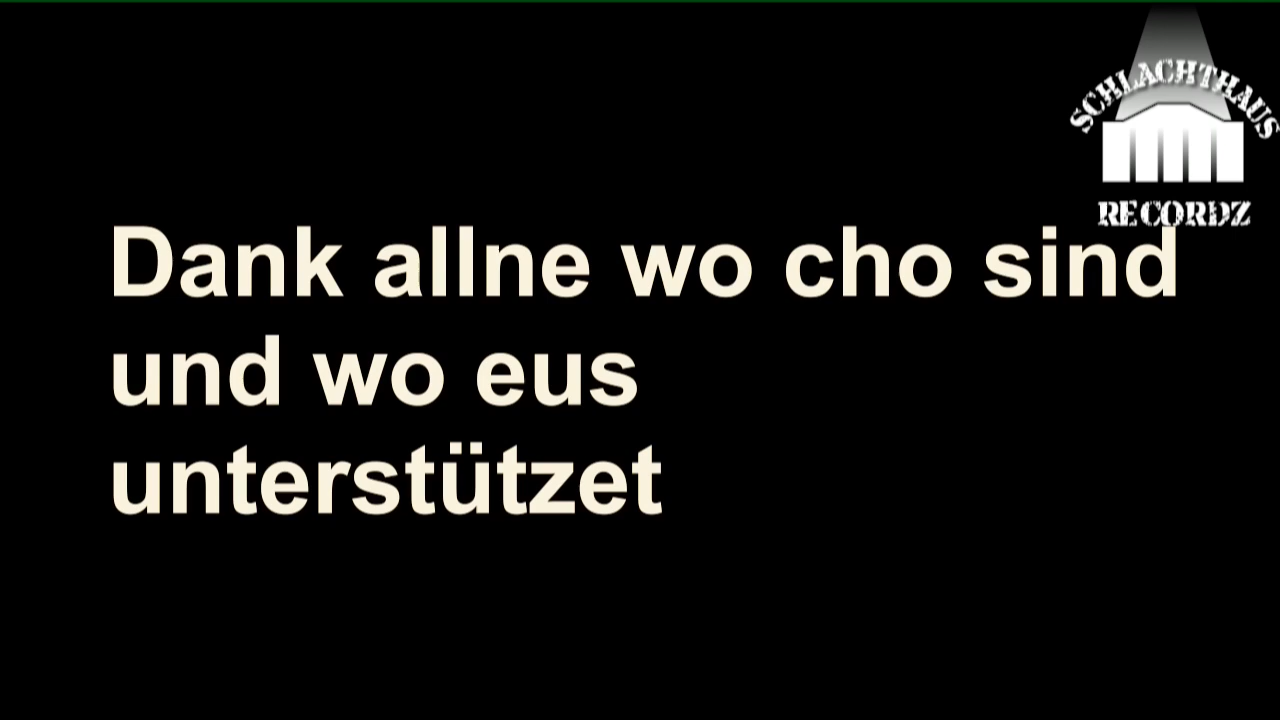 SCHLACHTHAUS
RECORDZ
Dank allne wo cho sind
und wo eus
unterstützet